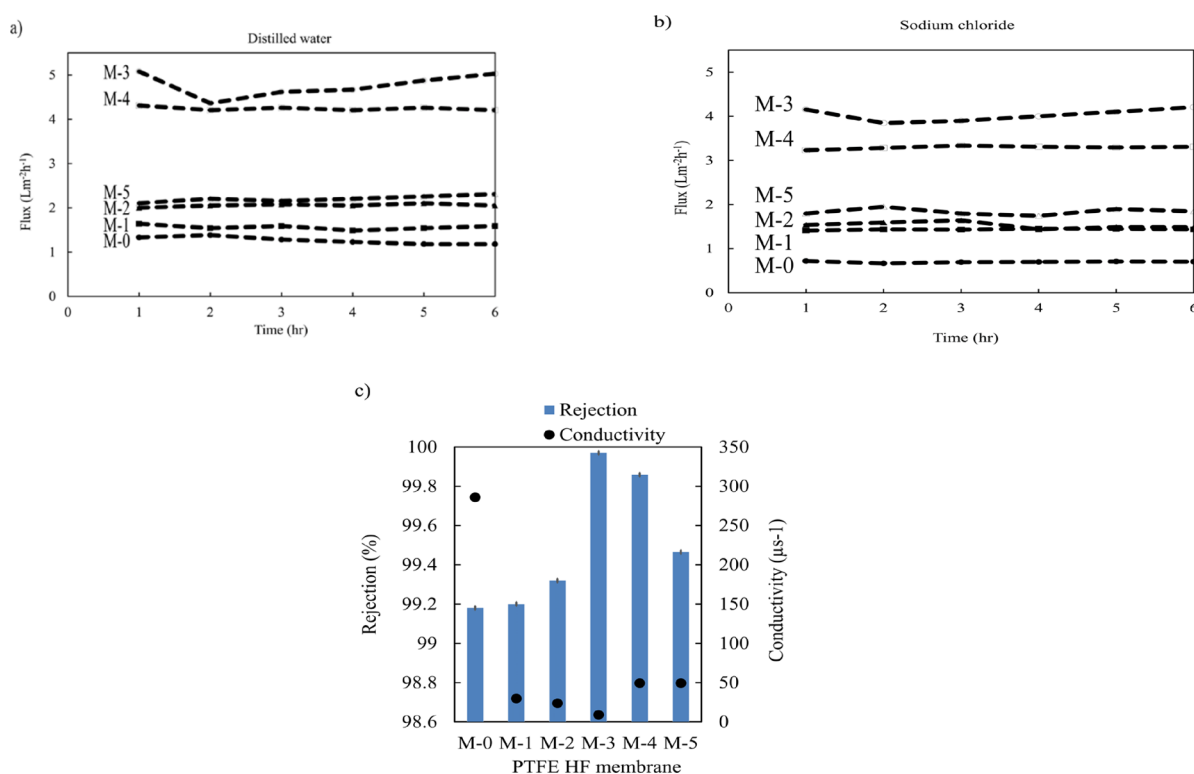 a)
Distilled water
5
4
3
2
1
0
M-3
M-4
M-5
M-2
M-1
M-0
Flux (Lm-2h-1)
0 1 2 3 4 5 6
Time (hr)
b)
Sodium chloride
5
4
3
2
1
0
M-3
M-4
M-5
M-2
M-1
M-0
Flux (Lm-2h-1)
0 1 2 3 4 5 6
Time (hr)
c)
Rejection
Conductivity
100
99.8
99.6
99.4
99.2
99
98.8
98.6
Rejection (%)
350
300
250
200
150
100
50
0
Conductivity (µs-1)
M-0 M-1 M-2 M-3 M-4 M-5
PTFE HF membrane